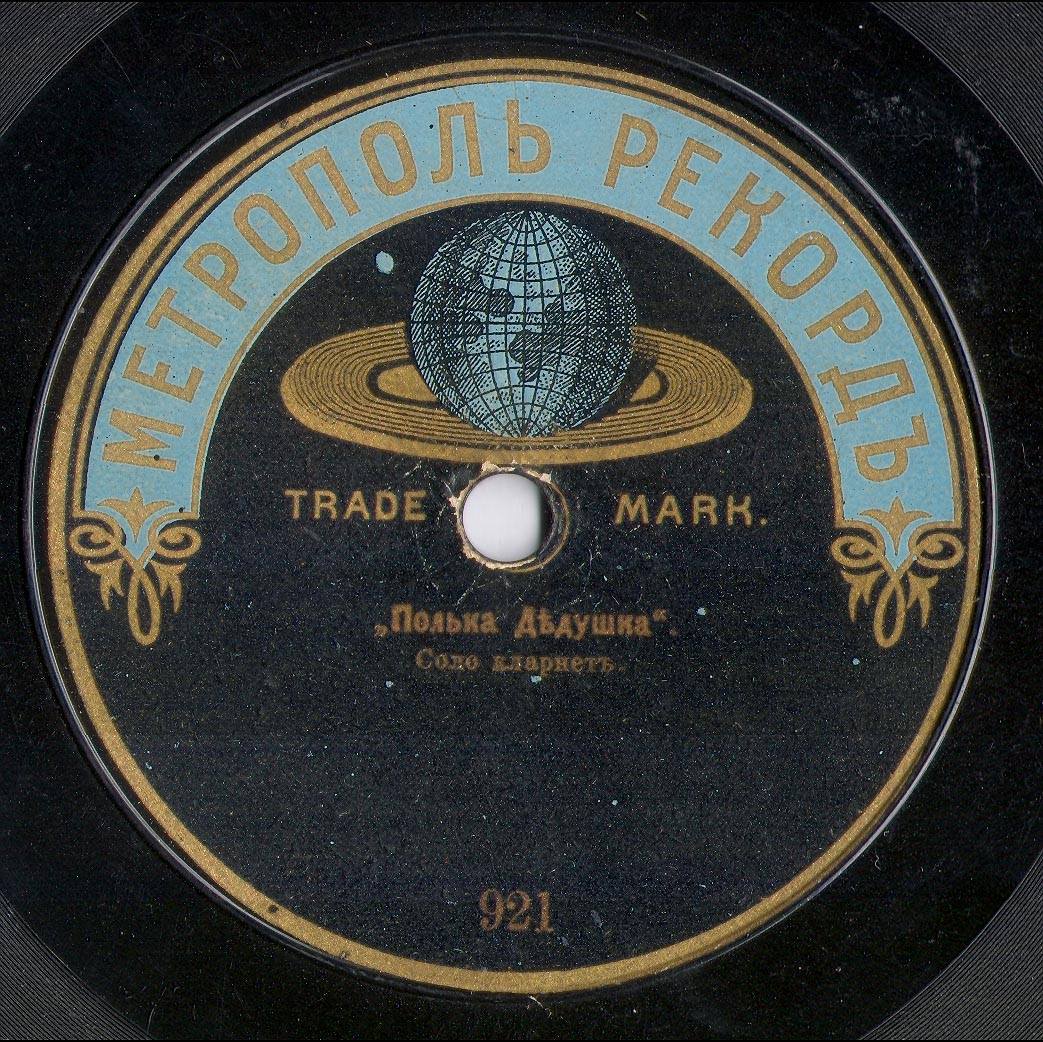 МЕТРОПОЛЬ РЕКОРДЪ
TRADE MARK.
„Полька Дѣдушка“.
Соло кларнетъ.
921